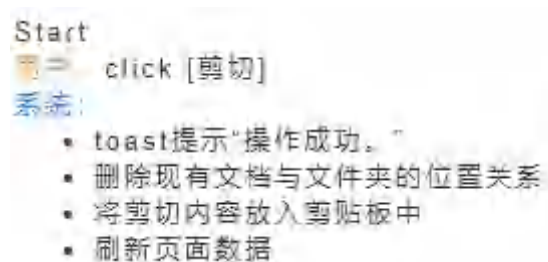 Start
click [剪切]
系统:
• toast提示“操作成功。”
• 删除现有文档与文件夹的位置关系
• 将剪切内容放入剪贴板中
• 刷新页面数据